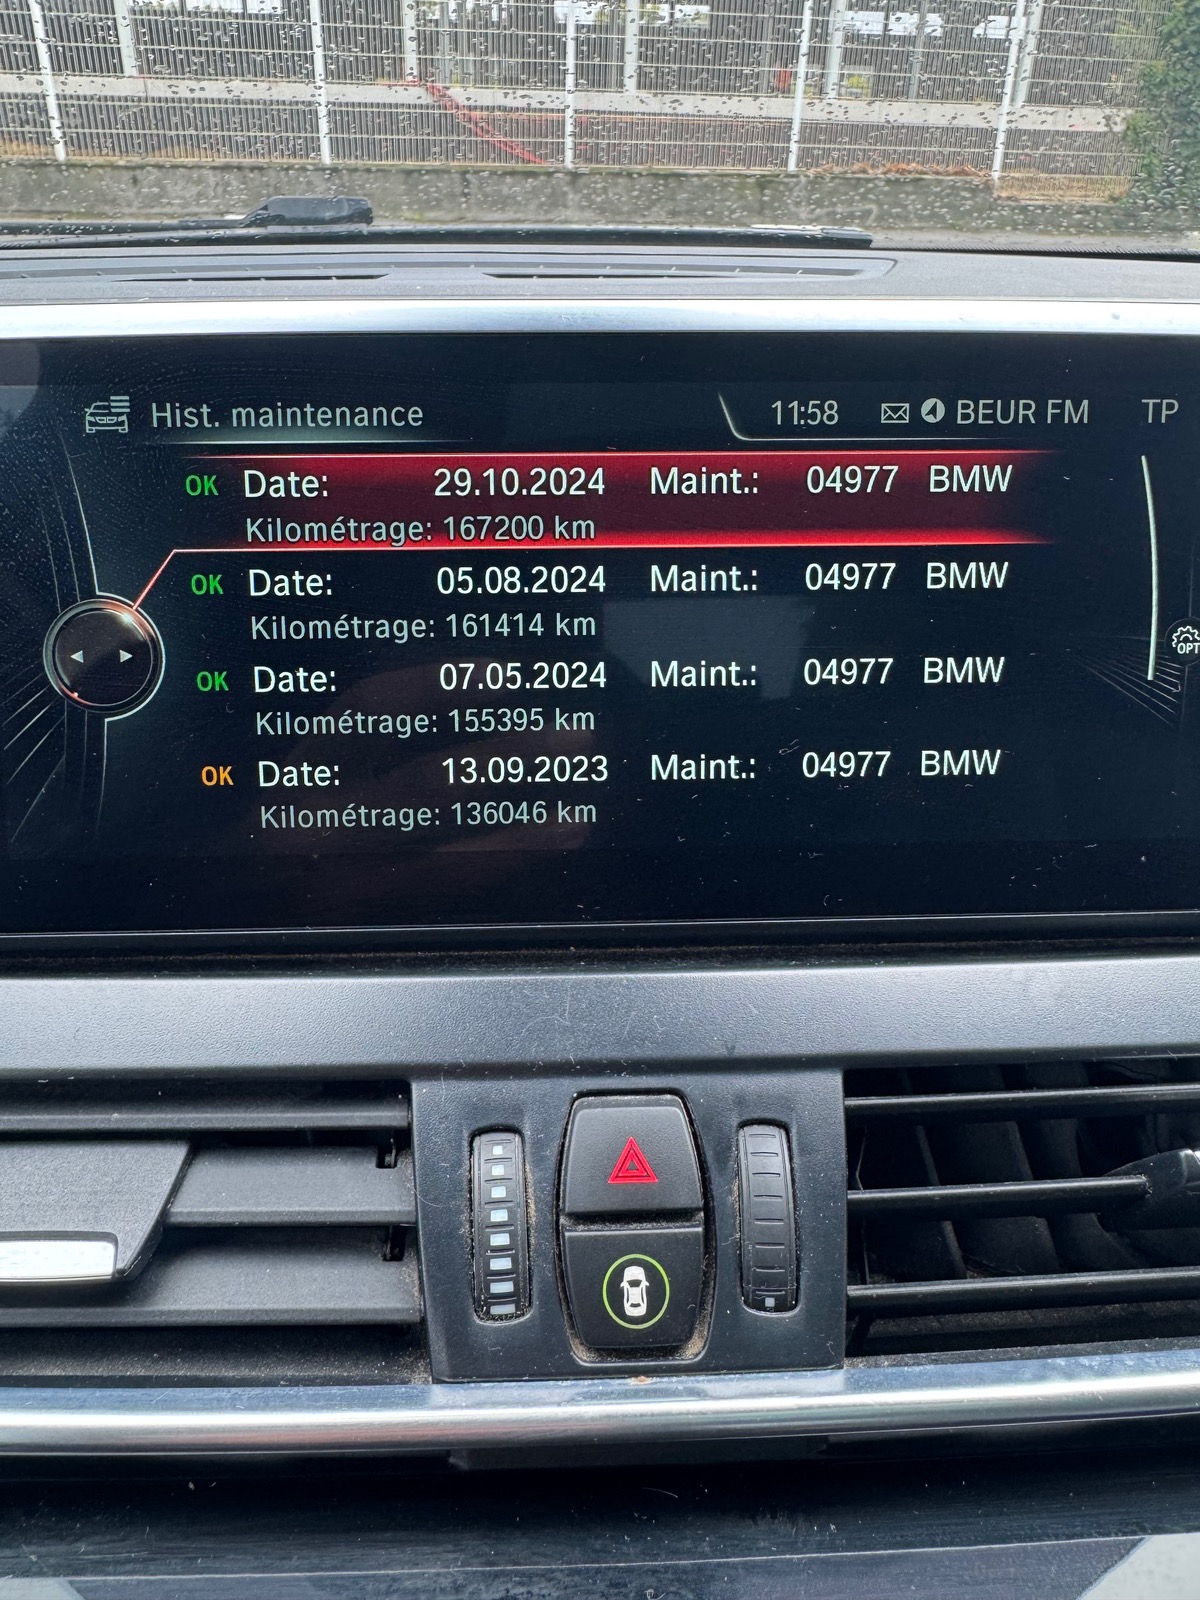 Hist. maintenance 11:58 BEUR FM TP
OK Date: 29.10.2024 Maint.: 04977 BMW
Kilométrage: 167200 km
OK Date: 05.08.2024 Maint.: 04977 BMW
Kilométrage: 161414 km
OK Date: 07.05.2024 Maint.: 04977 BMW
Kilométrage: 155395 km
OPT
OK Date: 13.09.2023 Maint.: 04977 BMW
Kilométrage: 136046 km